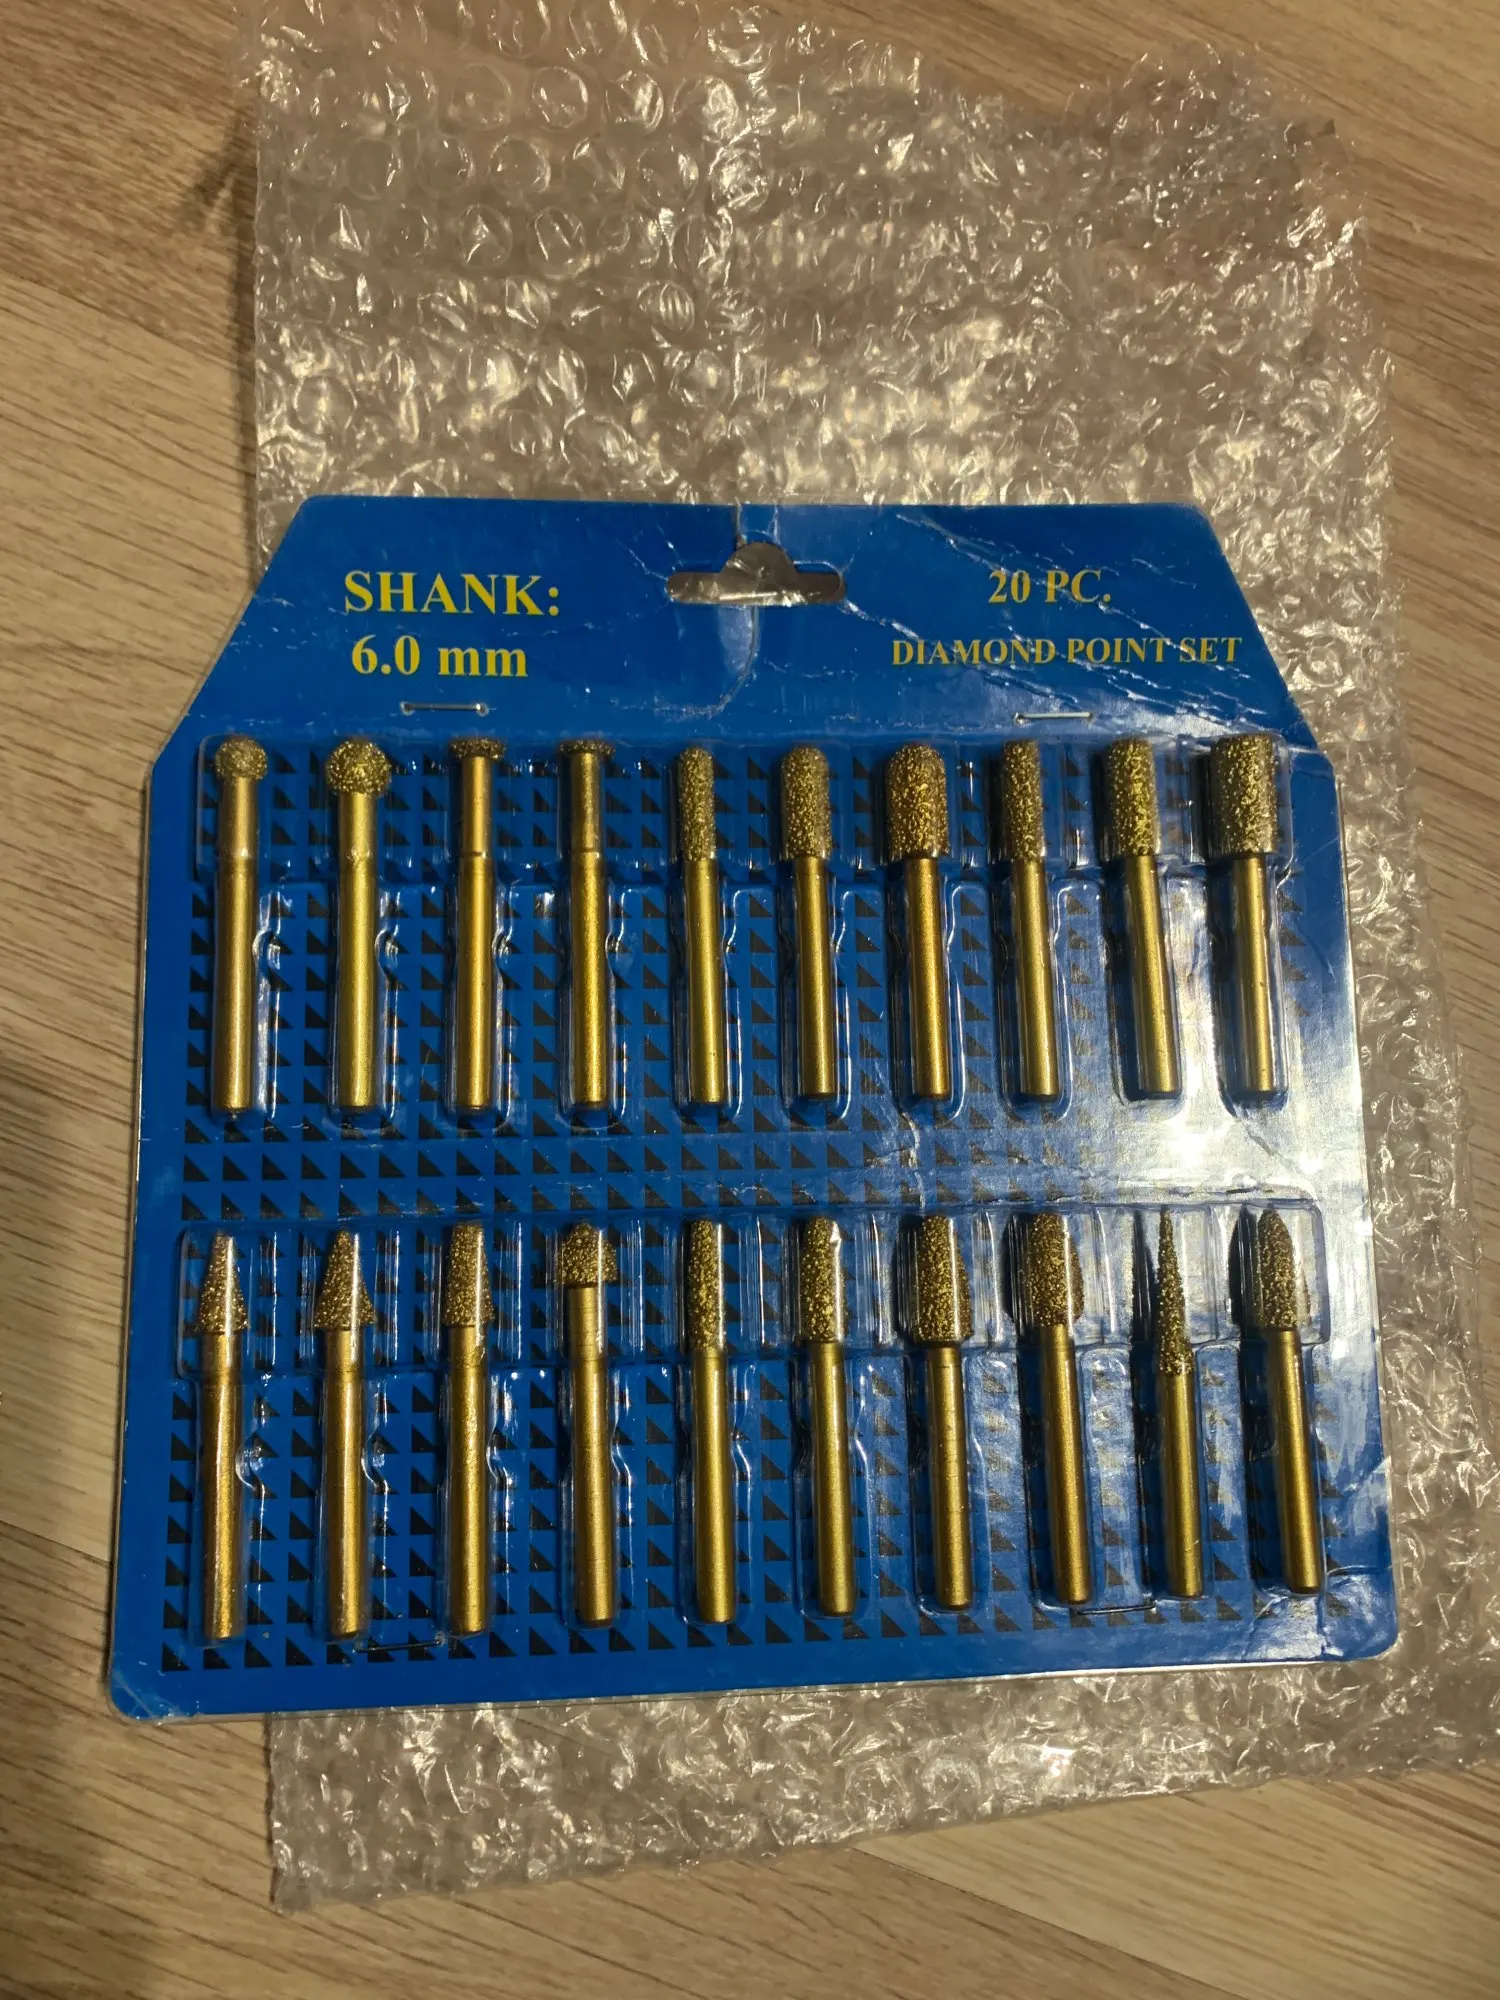 SHANK:
6.0 mm
20 PC.
DIAMOND POINT SET